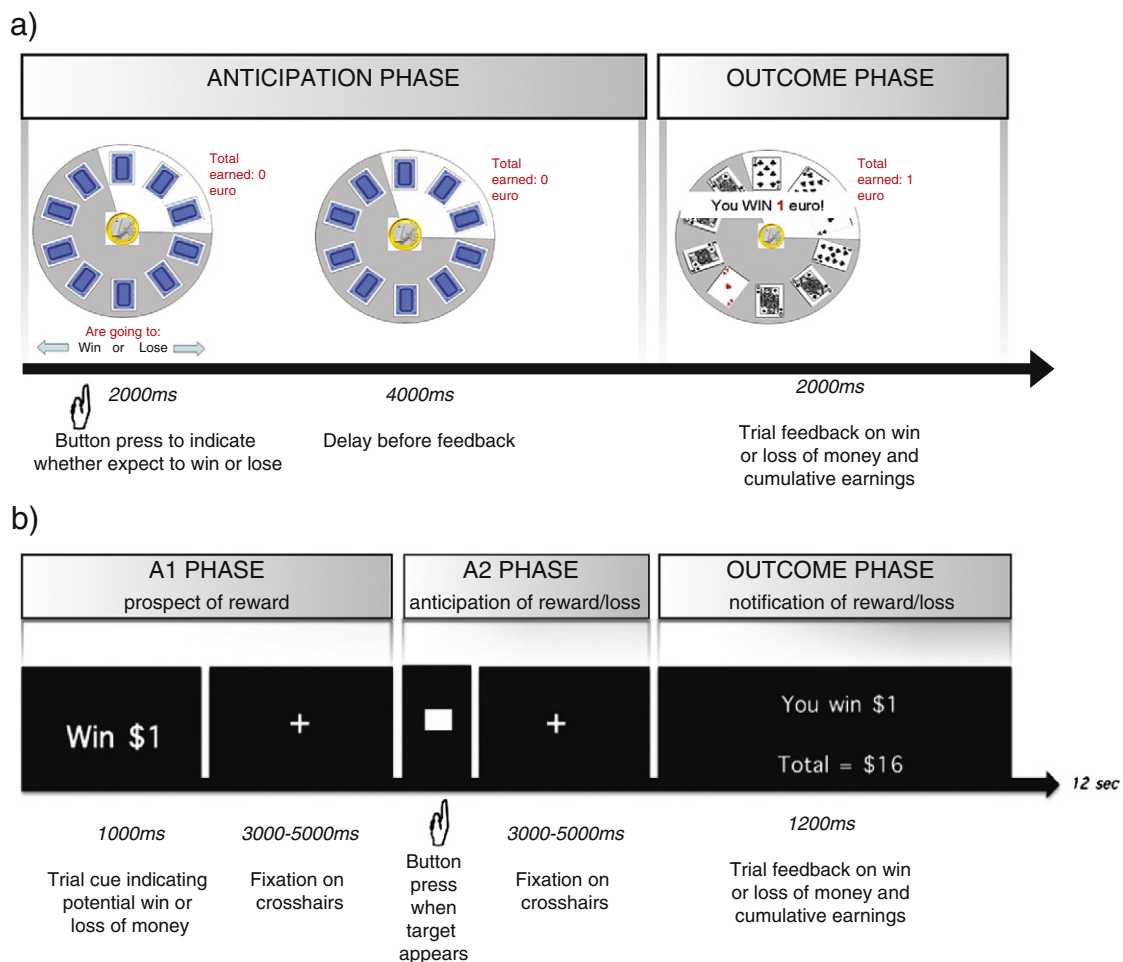 a)
ANTICIPATION PHASE
OUTCOME PHASE
Total
earned: 0
euro
Total
earned: 0
euro
Total
earned: 1
euro
You WIN 1 euro!
Are going to:
Win or Lose
2000ms
4000ms
2000ms
Button press to indicate
whether expect to win or lose
Delay before feedback
Trial feedback on win
or loss of money and
cumulative earnings
b)
A1 PHASE
prospect of reward
A2 PHASE
anticipation of reward/loss
OUTCOME PHASE
notification of reward/loss
Win $1
+
+
You win $1
Total = $16
12 sec
1000ms
3000-5000ms
3000-5000ms
1200ms
Trial cue indicating
potential win or
loss of money
Fixation on
crosshairs
Button
press
when
target
appears
Fixation on
crosshairs
Trial feedback on win
or loss of money and
cumulative earnings